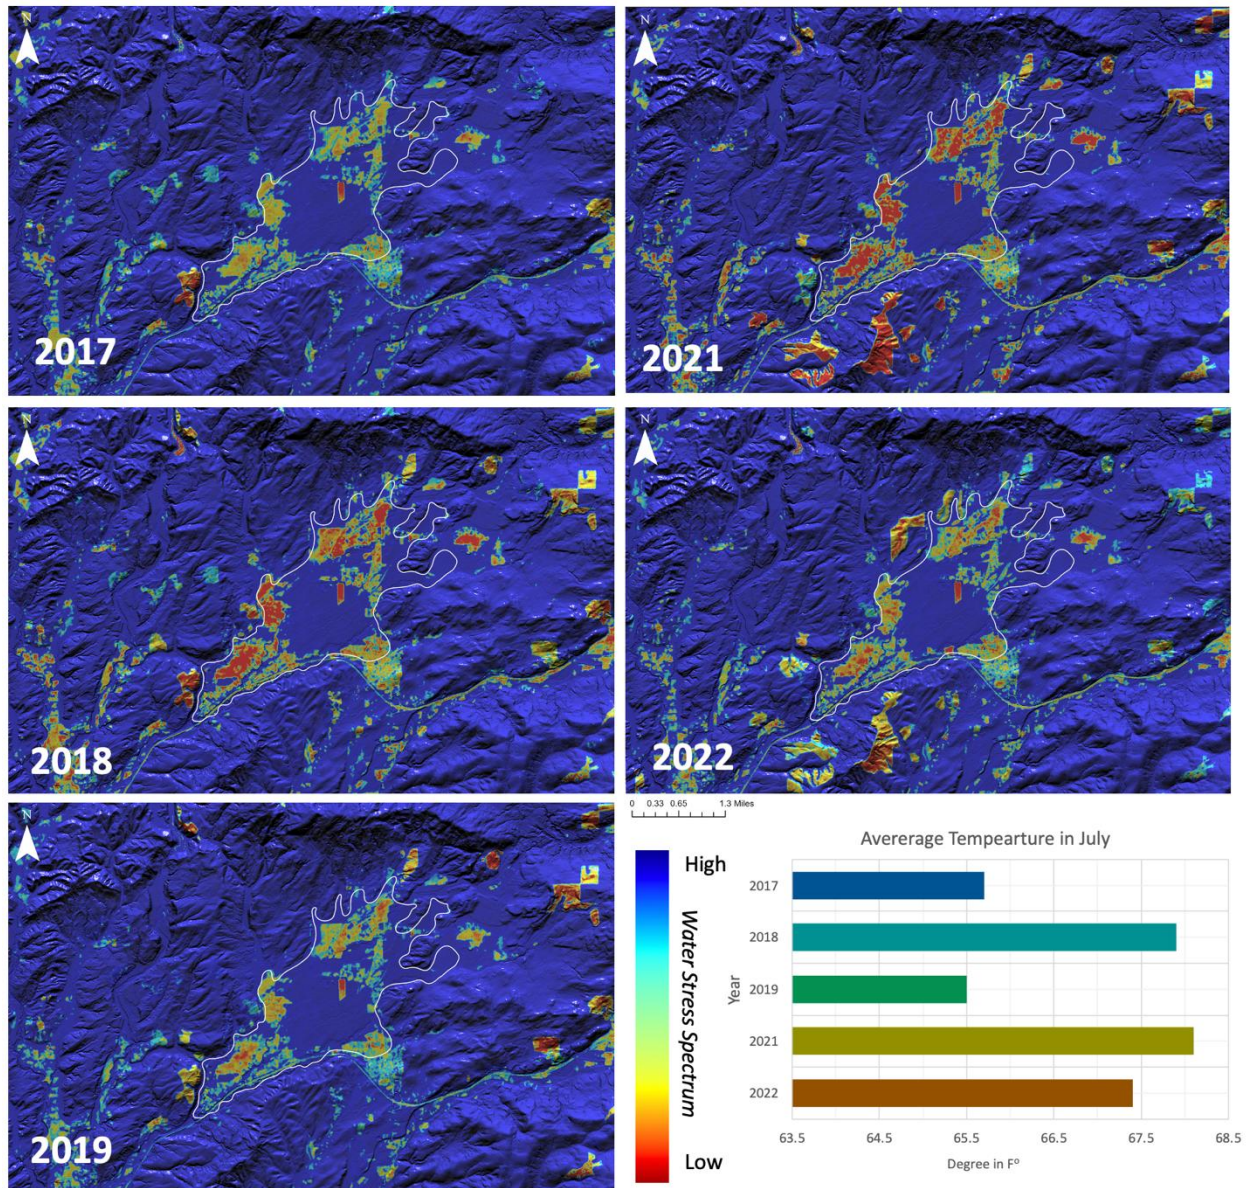 N
2017
N
2021
N
2018
N
2022
N
2019
0 0.33 0.65 1.3 Miles
High
Water Stress Spectrum
Low
Avererage Tempearture in July
Year
2017
2018
2019
2021
2022
63.5 64.5 65.5 66.5 67.5 68.5
Degree in Fº